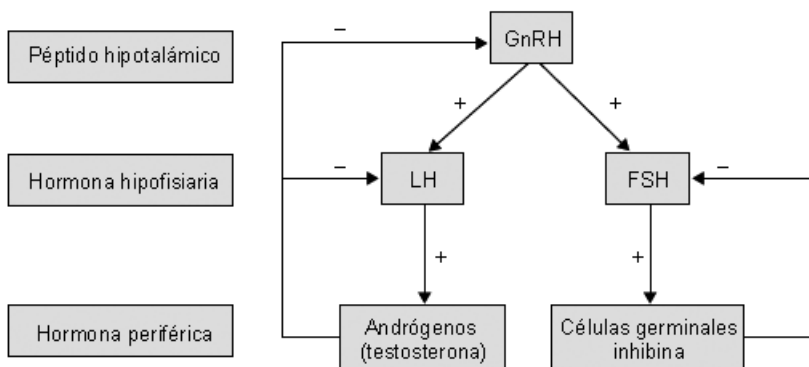 Péptido hipotalámico
GnRH
–
+
+
Hormona hipofisiaria
–
LH
FSH
–
+
+
Hormona periférica
Andrógenos
(testosterona)
Células germinales
inhibina